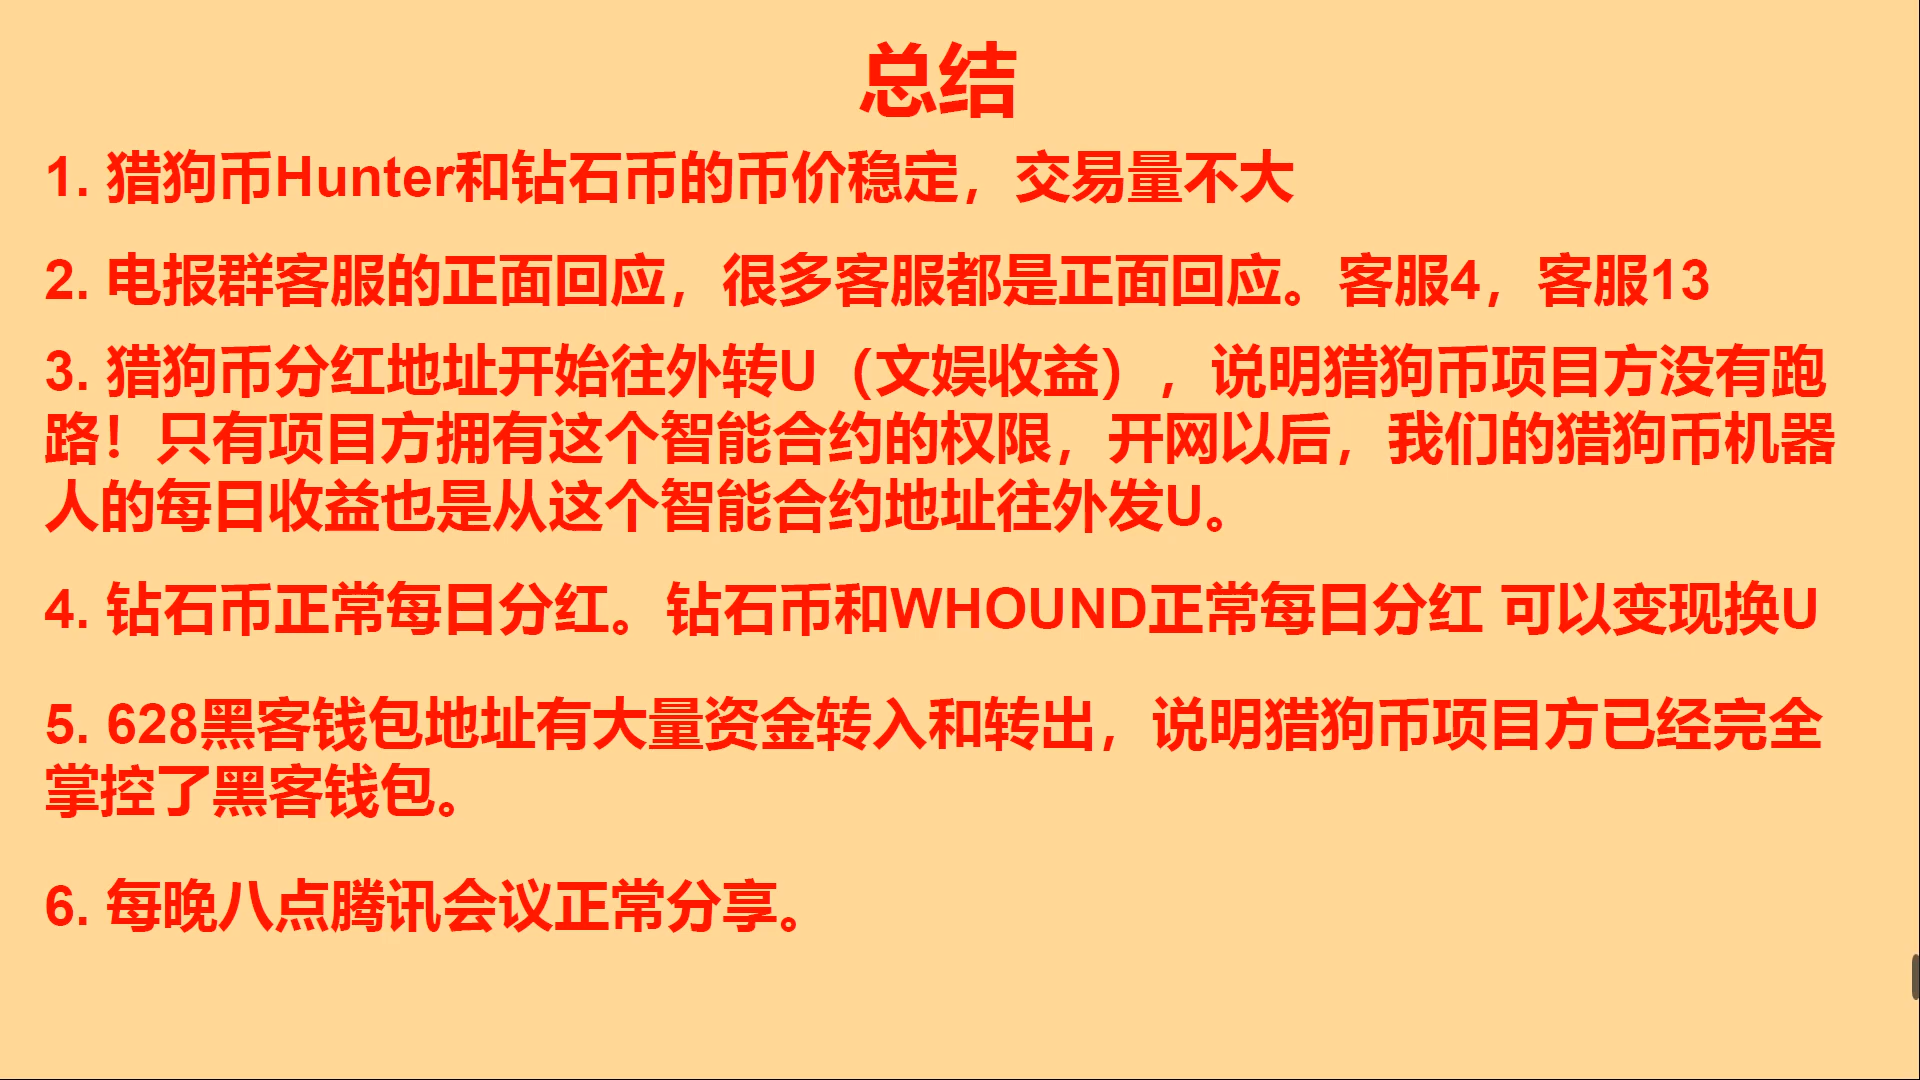 总结
1. 猎狗币Hunter和钻石币的币价稳定，交易量不大
2. 电报群客服的正面回应，很多客服都是正面回应。客服4，客服13
3. 猎狗币分红地址开始往外转U（文娱收益），说明猎狗币项目方没有跑
路！只有项目方拥有这个智能合约的权限，开网以后，我们的猎狗币机器
人的每日收益也是从这个智能合约地址往外发U。
4. 钻石币正常每日分红。钻石币和WHOUND正常每日分红 可以变现换U
5. 628黑客钱包地址有大量资金转入和转出，说明猎狗币项目方已经完全
掌控了黑客钱包。
6. 每晚八点腾讯会议正常分享。